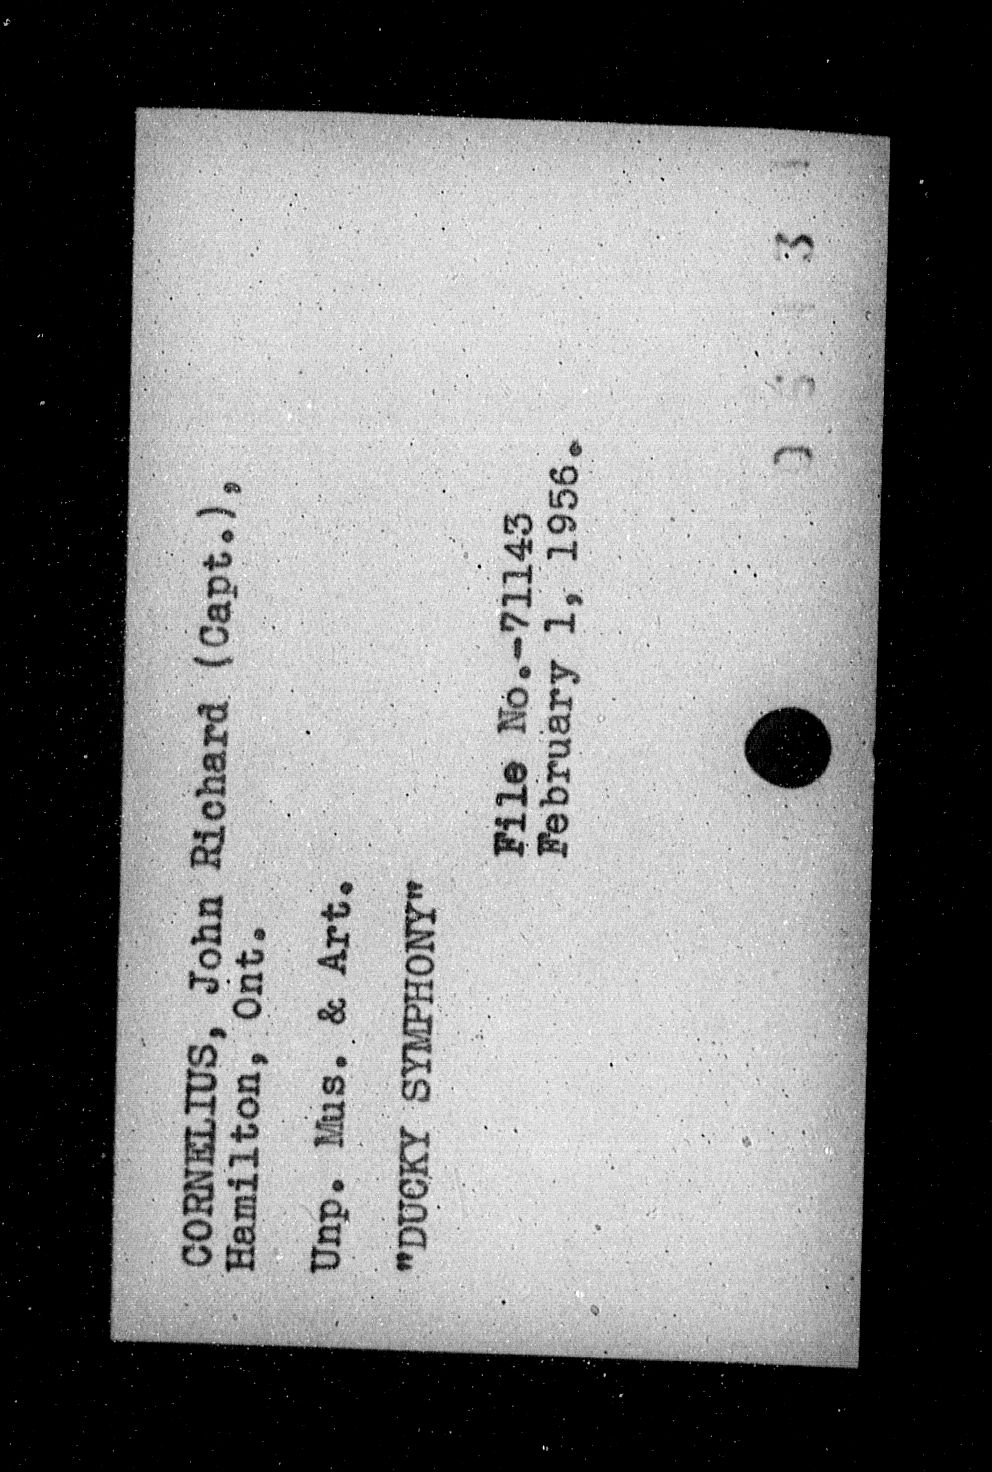 CORNELIUS, John Richard (Capt.),
Hamilton, Ont.
Unp. Mus. & Art.
"DUCKY SYMPHONY"
File No.-71143
February 1, 1956.